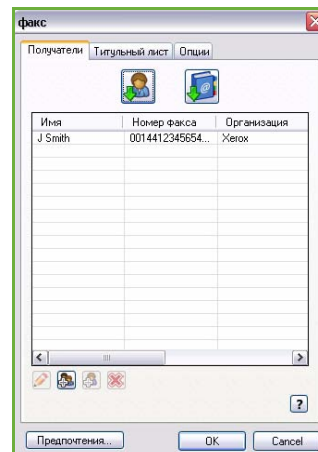 факс
Получатели Титульный лист Опции
Имя Номер факса Организация
J Smith 0014412345654... Xerox
?
Предпочтения... OK Cancel